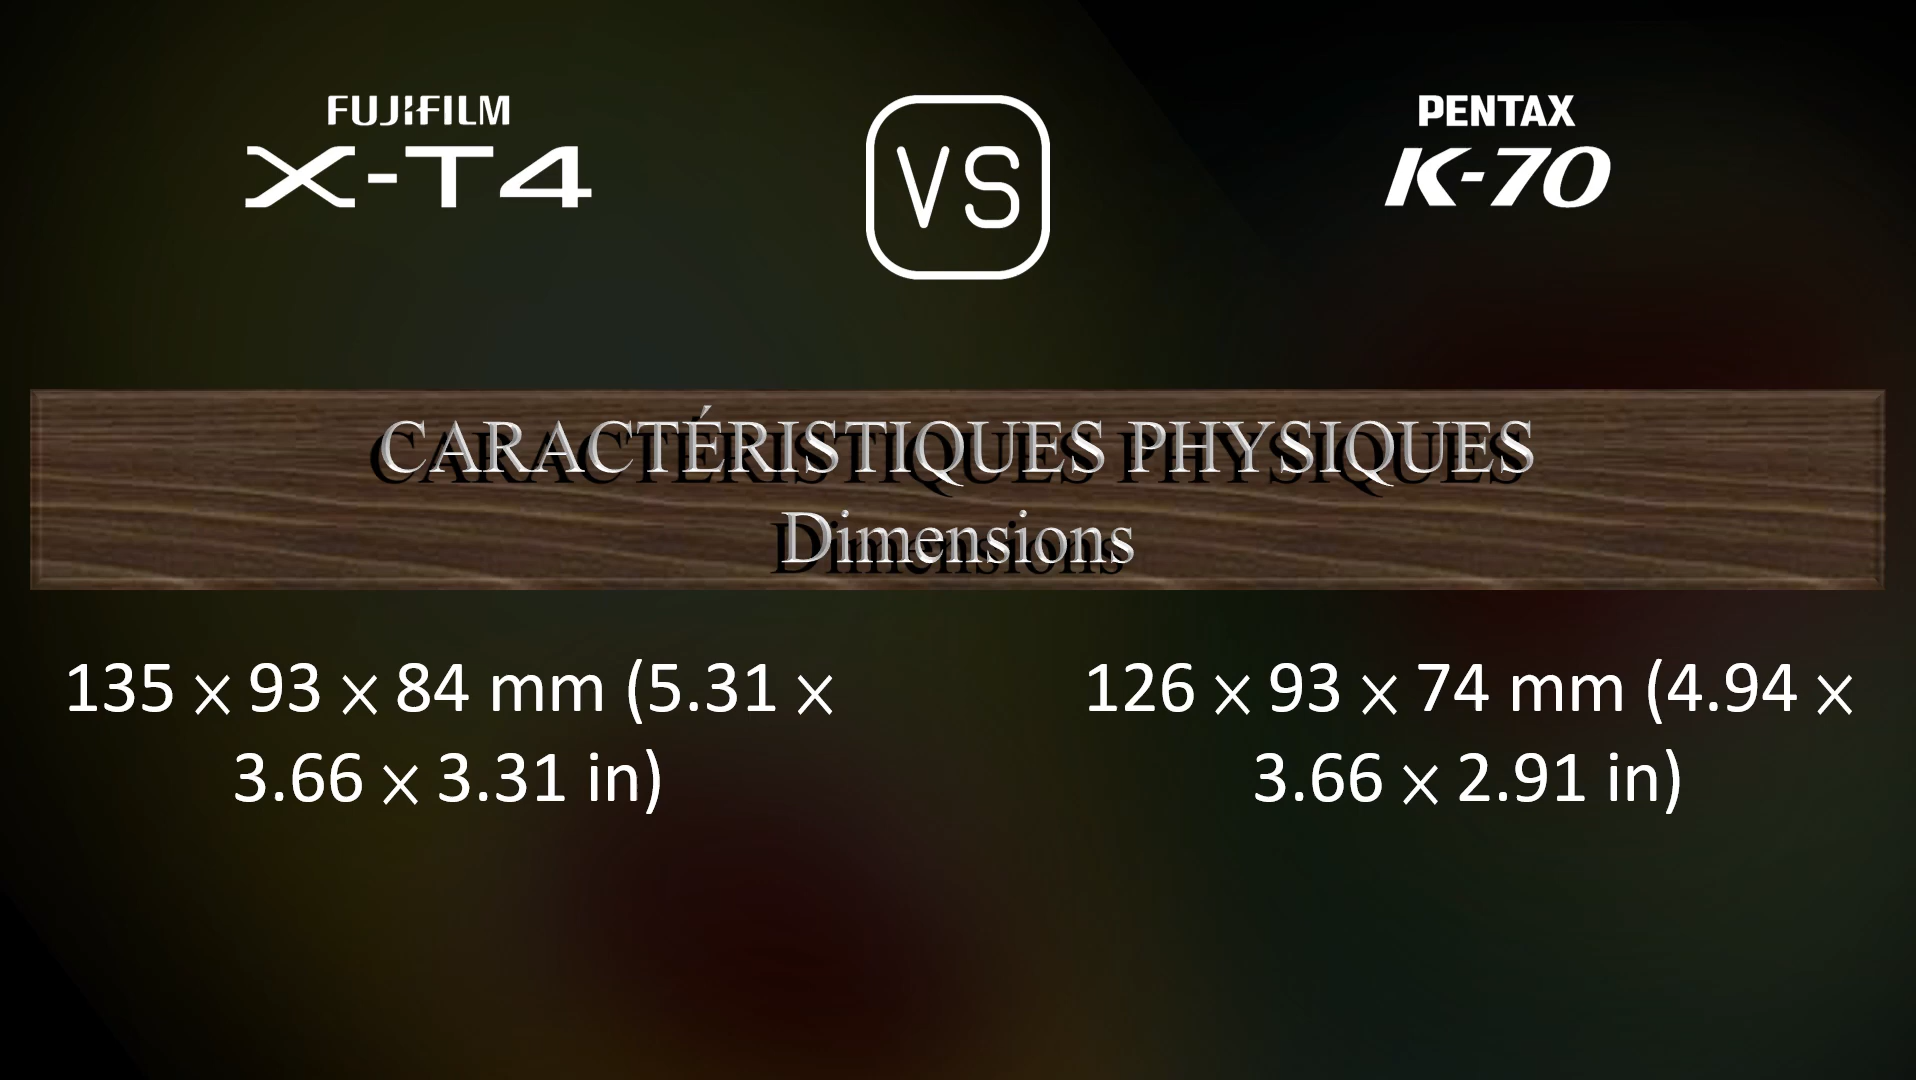 FUJIFILM
X-T4
VS
PENTAX
K-70
CARACTÉRISTIQUES PHYSIQUES
Dimensions
135 x 93 x 84 mm (5.31 x
3.66 x 3.31 in)
126 x 93 x 74 mm (4.94 x
3.66 x 2.91 in)